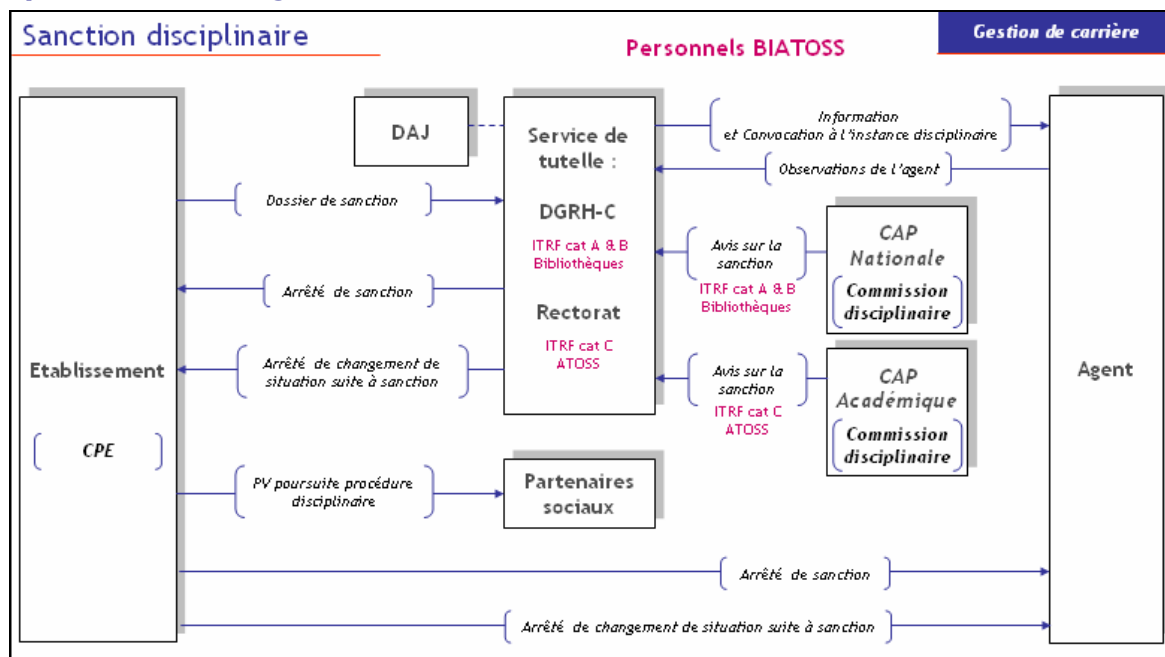 Sanction disciplinaire
Personnels BIATOSS
Gestion de carrière
DAJ
Service de
tutelle :
DGRH-C
ITRF cat A & B
Bibliothèques
Rectorat
ITRF cat C
ATOSS
Information
et Convocation à l'instance disciplinaire
Observations de l'agent
Dossier de sanction
Avis sur la
sanction
ITRF cat A & B
Bibliothèques
CAP
Nationale
Commission
disciplinaire
Arrêté de sanction
Etablissement
CPE
Arrêté de changement de
situation suite à sanction
Avis sur la
sanction
ITRF cat C
ATOSS
CAP
Académique
Commission
disciplinaire
Agent
PV poursuite procédure
disciplinaire
Partenaires
sociaux
Arrêté de sanction
Arrêté de changement de situation suite à sanction